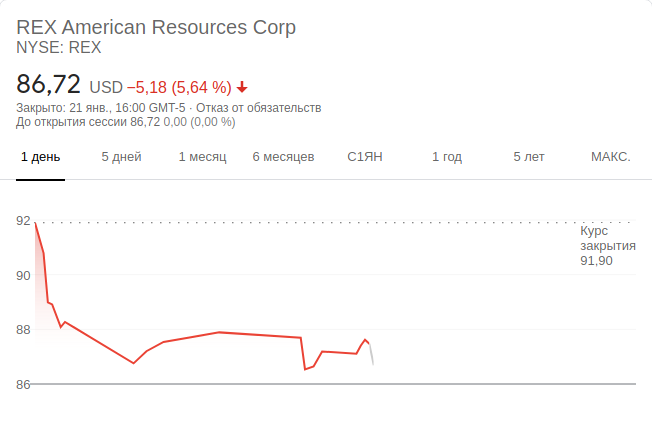 REX American Resources Corp
NYSE: REX
86,72 USD −5,18 (5,64 %)
Закрыто: 21 янв., 16:00 GMT-5 · Отказ от обязательств
До открытия сессии 86,72 0,00 (0,00 %)
1 день 5 дней 1 месяц 6 месяцев С1ЯН 1 год 5 лет МАКС.
92
Курс
закрытия
91,90
90
88
86